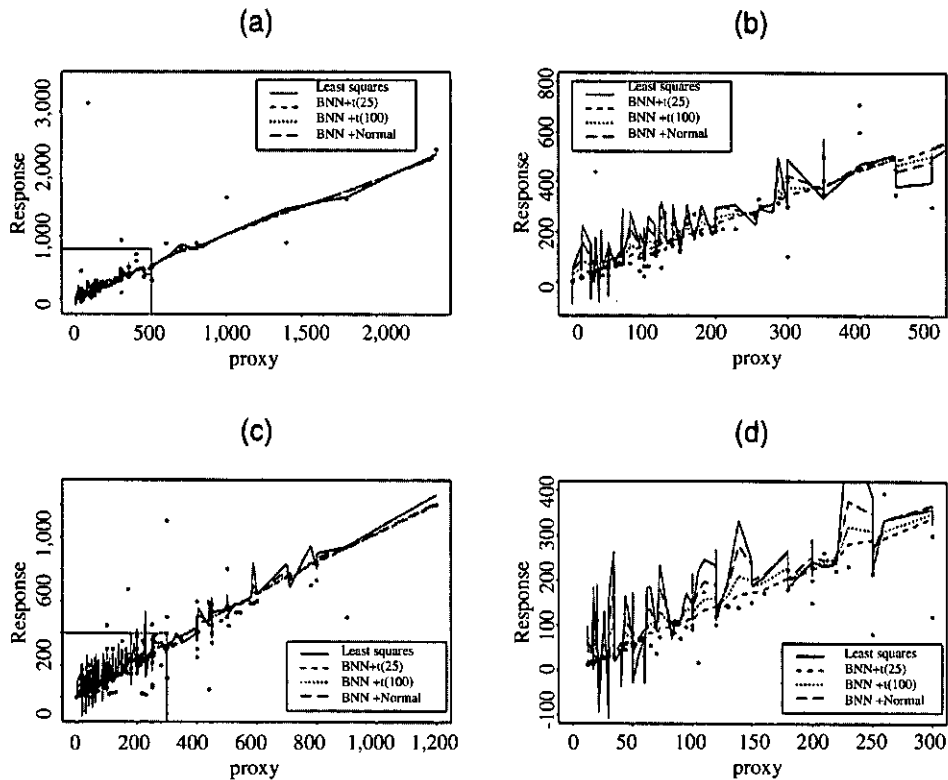 (a)
Response
3,000
2,000
1,000
0
Least squares
BNN+t(25)
BNN +t(100)
BNN +Normal
0 500 1,000 1,500 2,000
proxy
(b)
Response
800
600
400
200
0
Least squares
BNN+t(25)
BNN +t(100)
BNN +Normal
0 100 200 300 400 500
proxy
(c)
Response
1,000
600
200
0
Least squares
BNN+t(25)
BNN +t(100)
BNN +Normal
0 200 400 600 800 1,000 1,200
proxy
(d)
Response
400
300
200
100
0
-100
Least squares
BNN+t(25)
BNN +t(100)
BNN +Normal
0 50 100 150 200 250 300
proxy